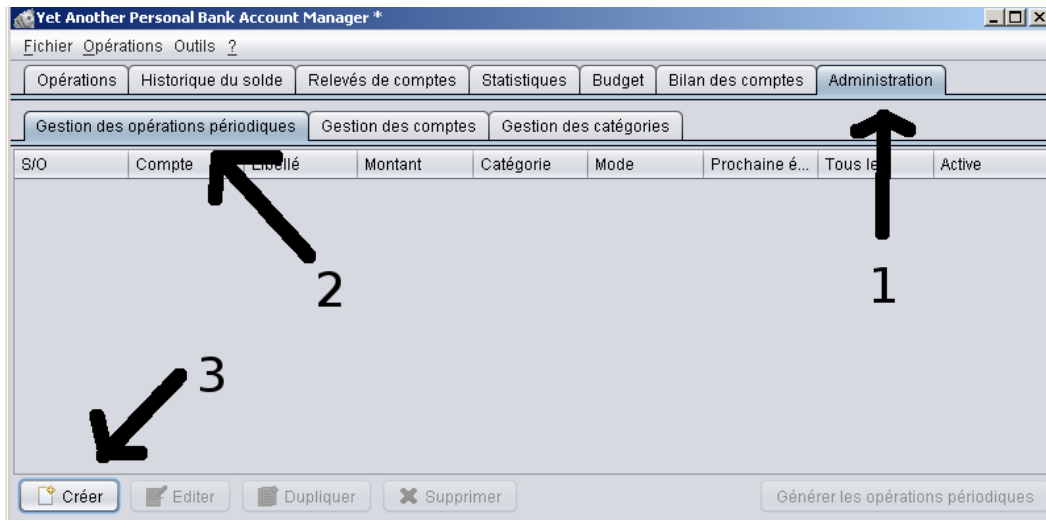 Yet Another Personal Bank Account Manager *
Fichier Opérations Outils ?
Opérations Historique du solde Relevés de comptes Statistiques Budget Bilan des comptes Administration
Gestion des opérations périodiques Gestion des comptes Gestion des catégories
S/O Compte Libellé Montant Catégorie Mode Prochaine é... Tous le Active
1
2
3
Créer Editer Dupliquer Supprimer Générer les opérations périodiques